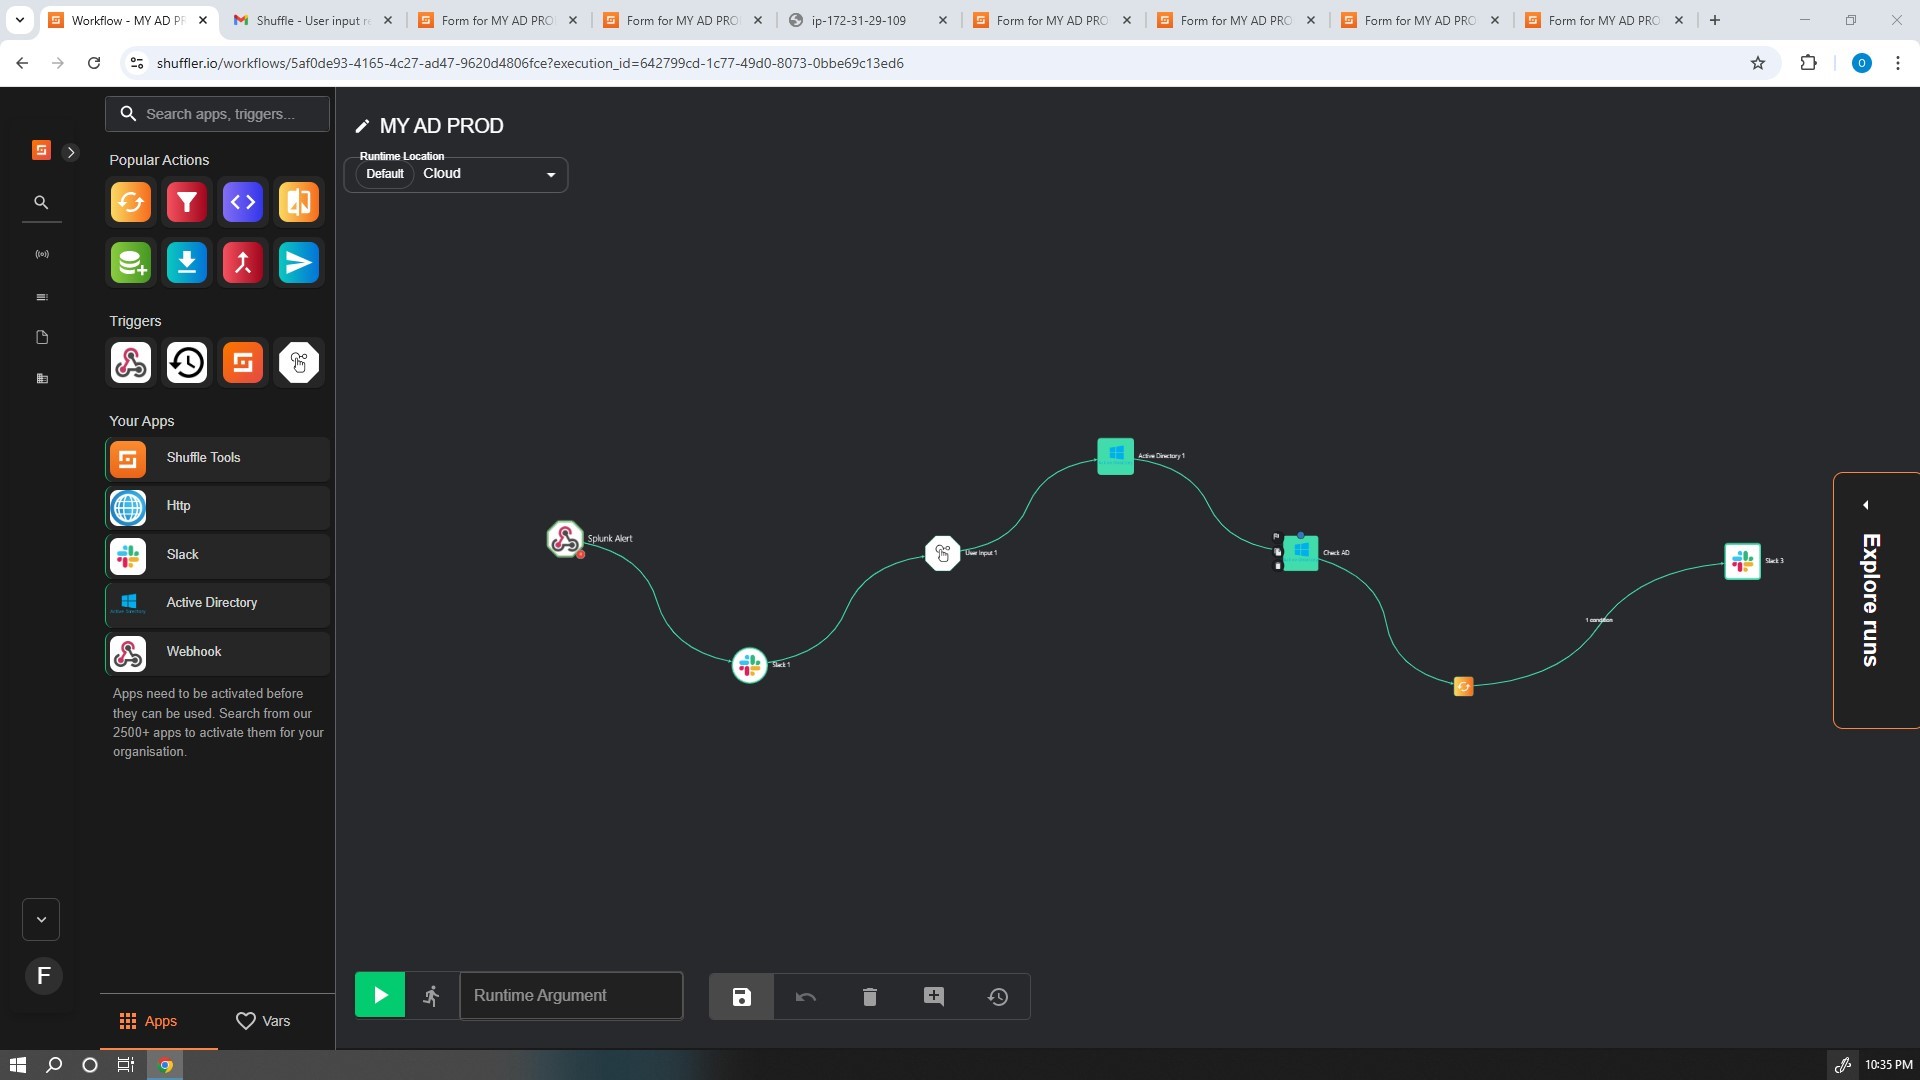 Workflow - MY AD PR
Shuffle - User input r
Form for MY AD PRO
Form for MY AD PRO
ip-172-31-29-109
Form for MY AD PRO
Form for MY AD PRO
Form for MY AD PRO
Form for MY AD PRO
shuffler.io/workflows/5af0de93-4165-4c27-ad47-9620d4806fce?execution_id=642799cd-1c77-49d0-8073-0bbe69c13ed6
O
Search apps, triggers...
MY AD PROD
Runtime Location
Default
Cloud
Popular Actions
Triggers
Your Apps
Shuffle Tools
Http
Slack
Active Directory
Webhook
Apps need to be activated before
they can be used. Search from our
2500+ apps to activate them for your
organisation.
Active Directory 1
Splunk Alert
User Input 1
Check AD
Slack 3
1 condition
Slack 1
Explore runs
F
Runtime Argument
Apps
Vars
10:35 PM